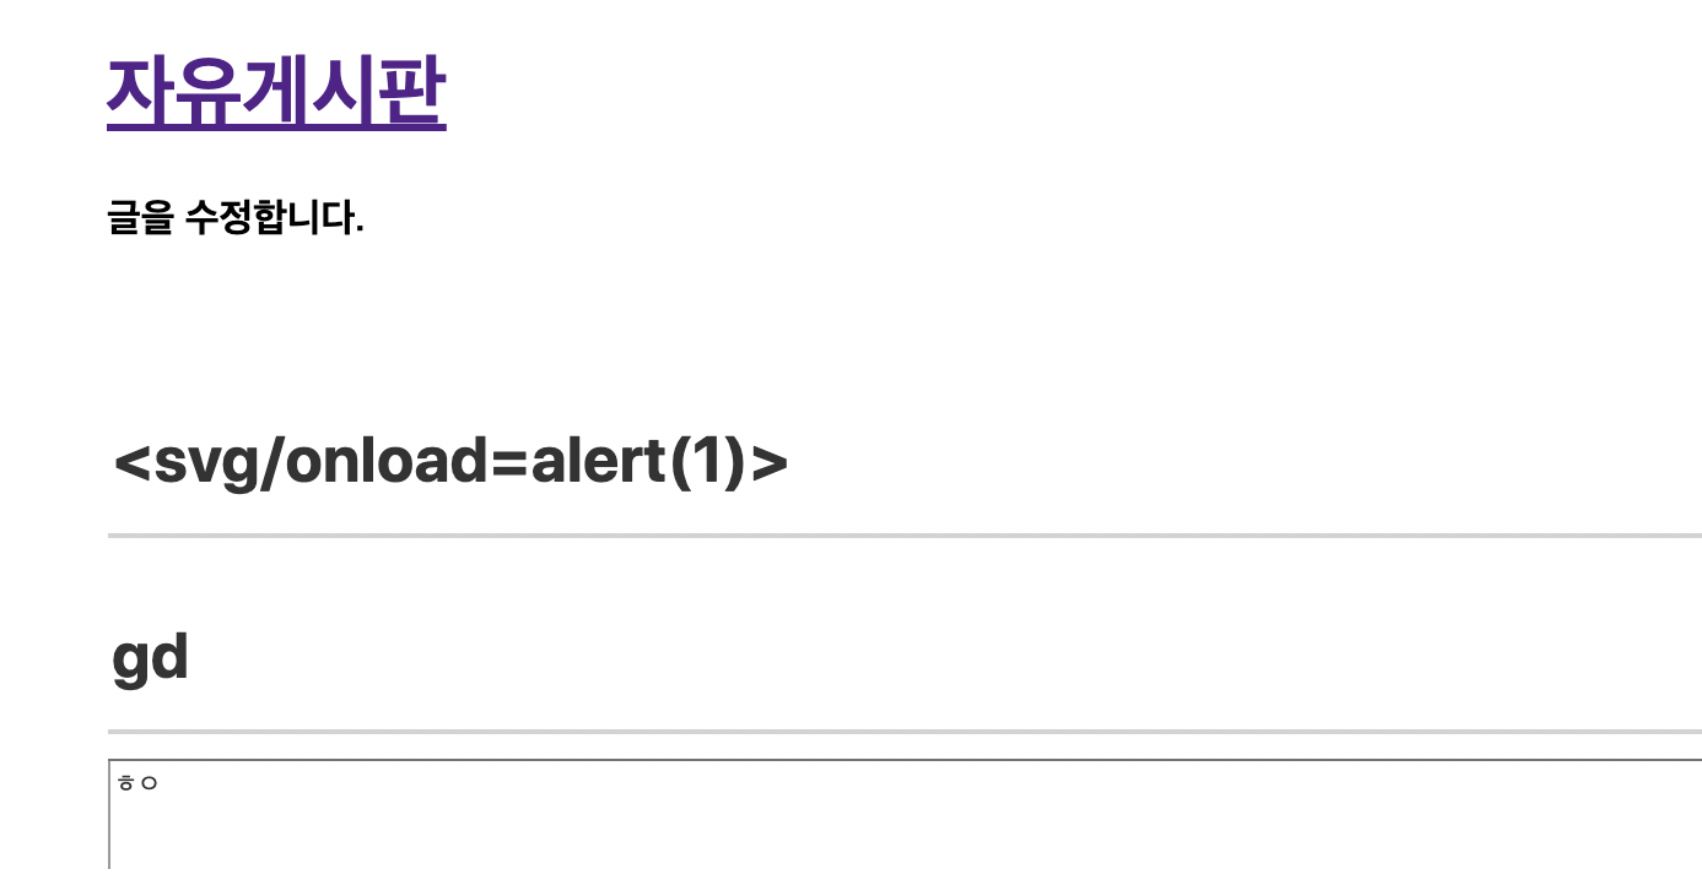 자유게시판
글을 수정합니다.
<svg/onload=alert(1)>
gd
ㅎㅇ